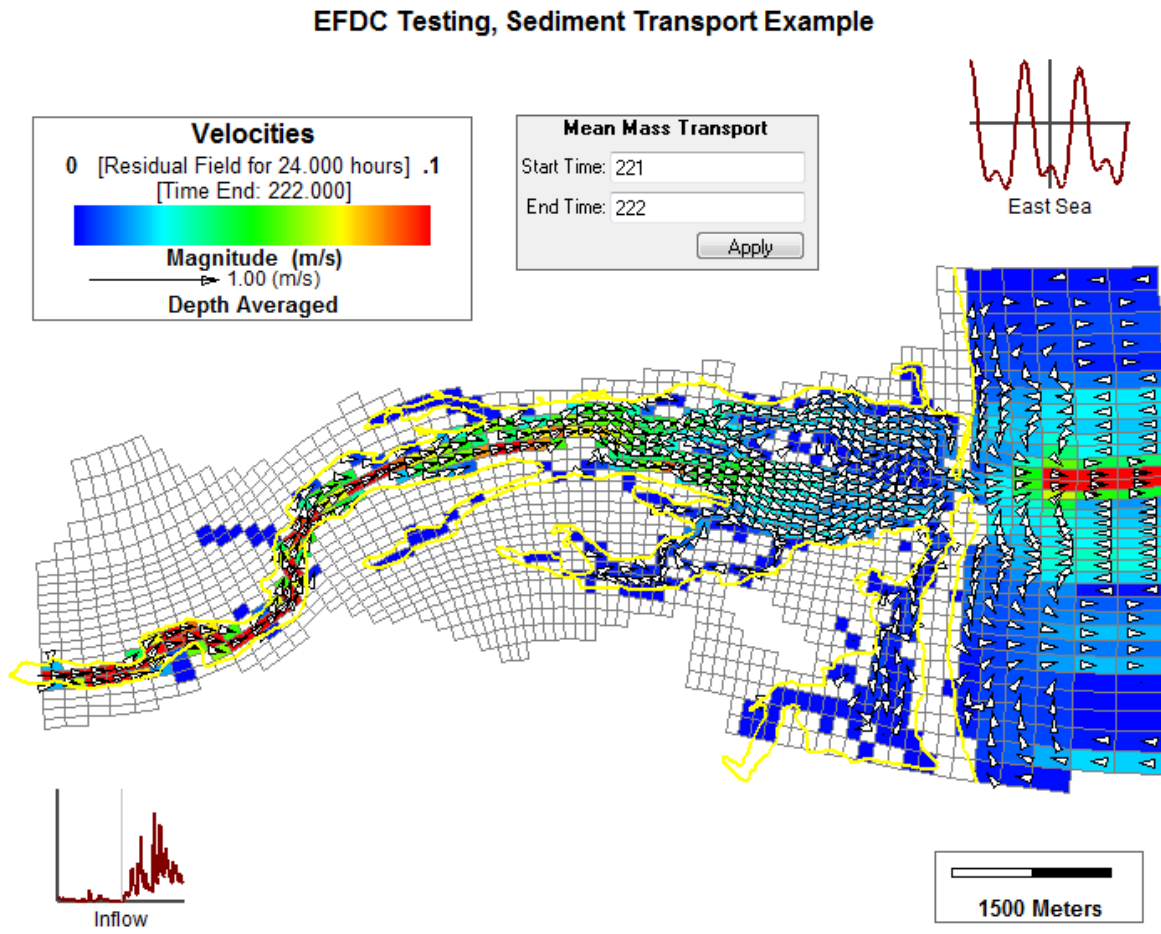 EFDC Testing, Sediment Transport Example
Velocities
0 [Residual Field for 24.000 hours] .1
[Time End: 222.000]
Magnitude (m/s)
1.00 (m/s)
Depth Averaged
Mean Mass Transport
Start Time: 221
End Time: 222
Apply
East Sea
Inflow
1500 Meters